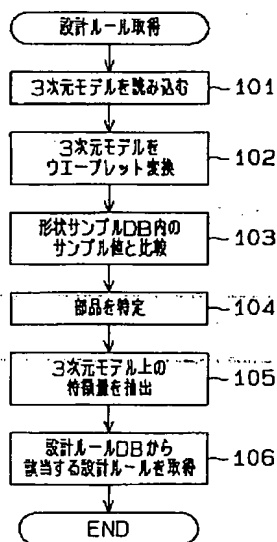 設計ルール取得
3次元モデルを読み込む
101
3次元モデルを
ウエーブレット変換
102
形状サンプルDB内の
サンプル値と比較
103
部品を特定
104
3次元モデル上の
特徴量を抽出
105
設計ルールDBから
該当する設計ルールを取得
106
END